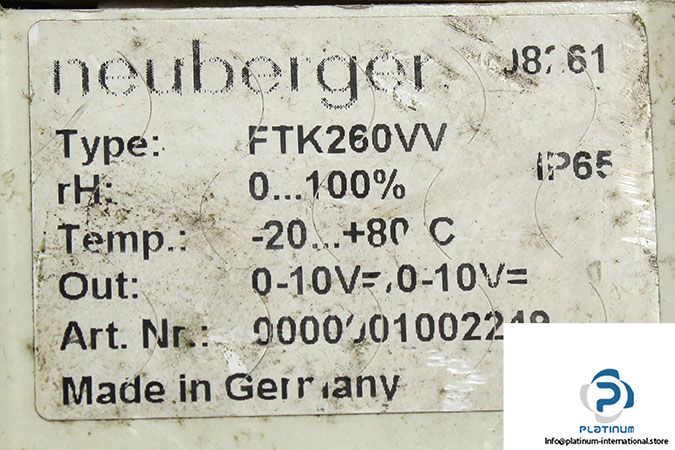 neuberger
Type: FTK260VV
rH: 0...100% IP65
Temp.: -20...+80°C
Out: 0-10V=,0-10V=
Art. Nr.:
Made in Germany
PLATINUM
Info@platinum-international.store